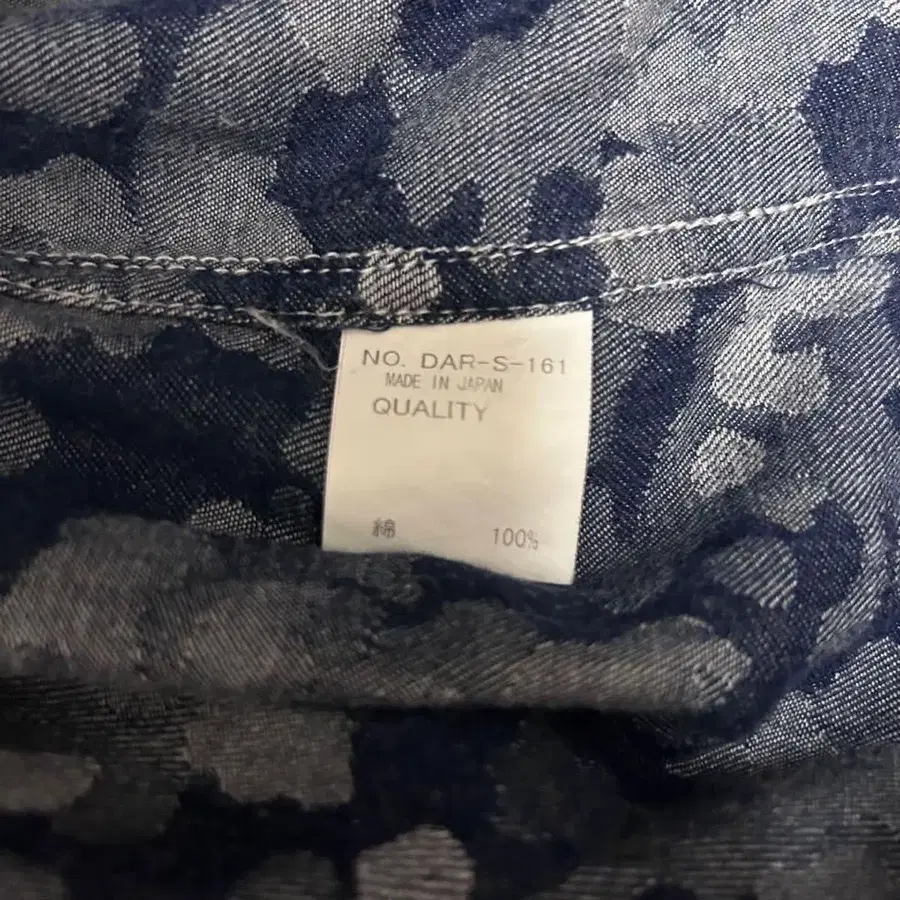 NO. DAR-S-161
MADE IN JAPAN
QUALITY
綿 100%